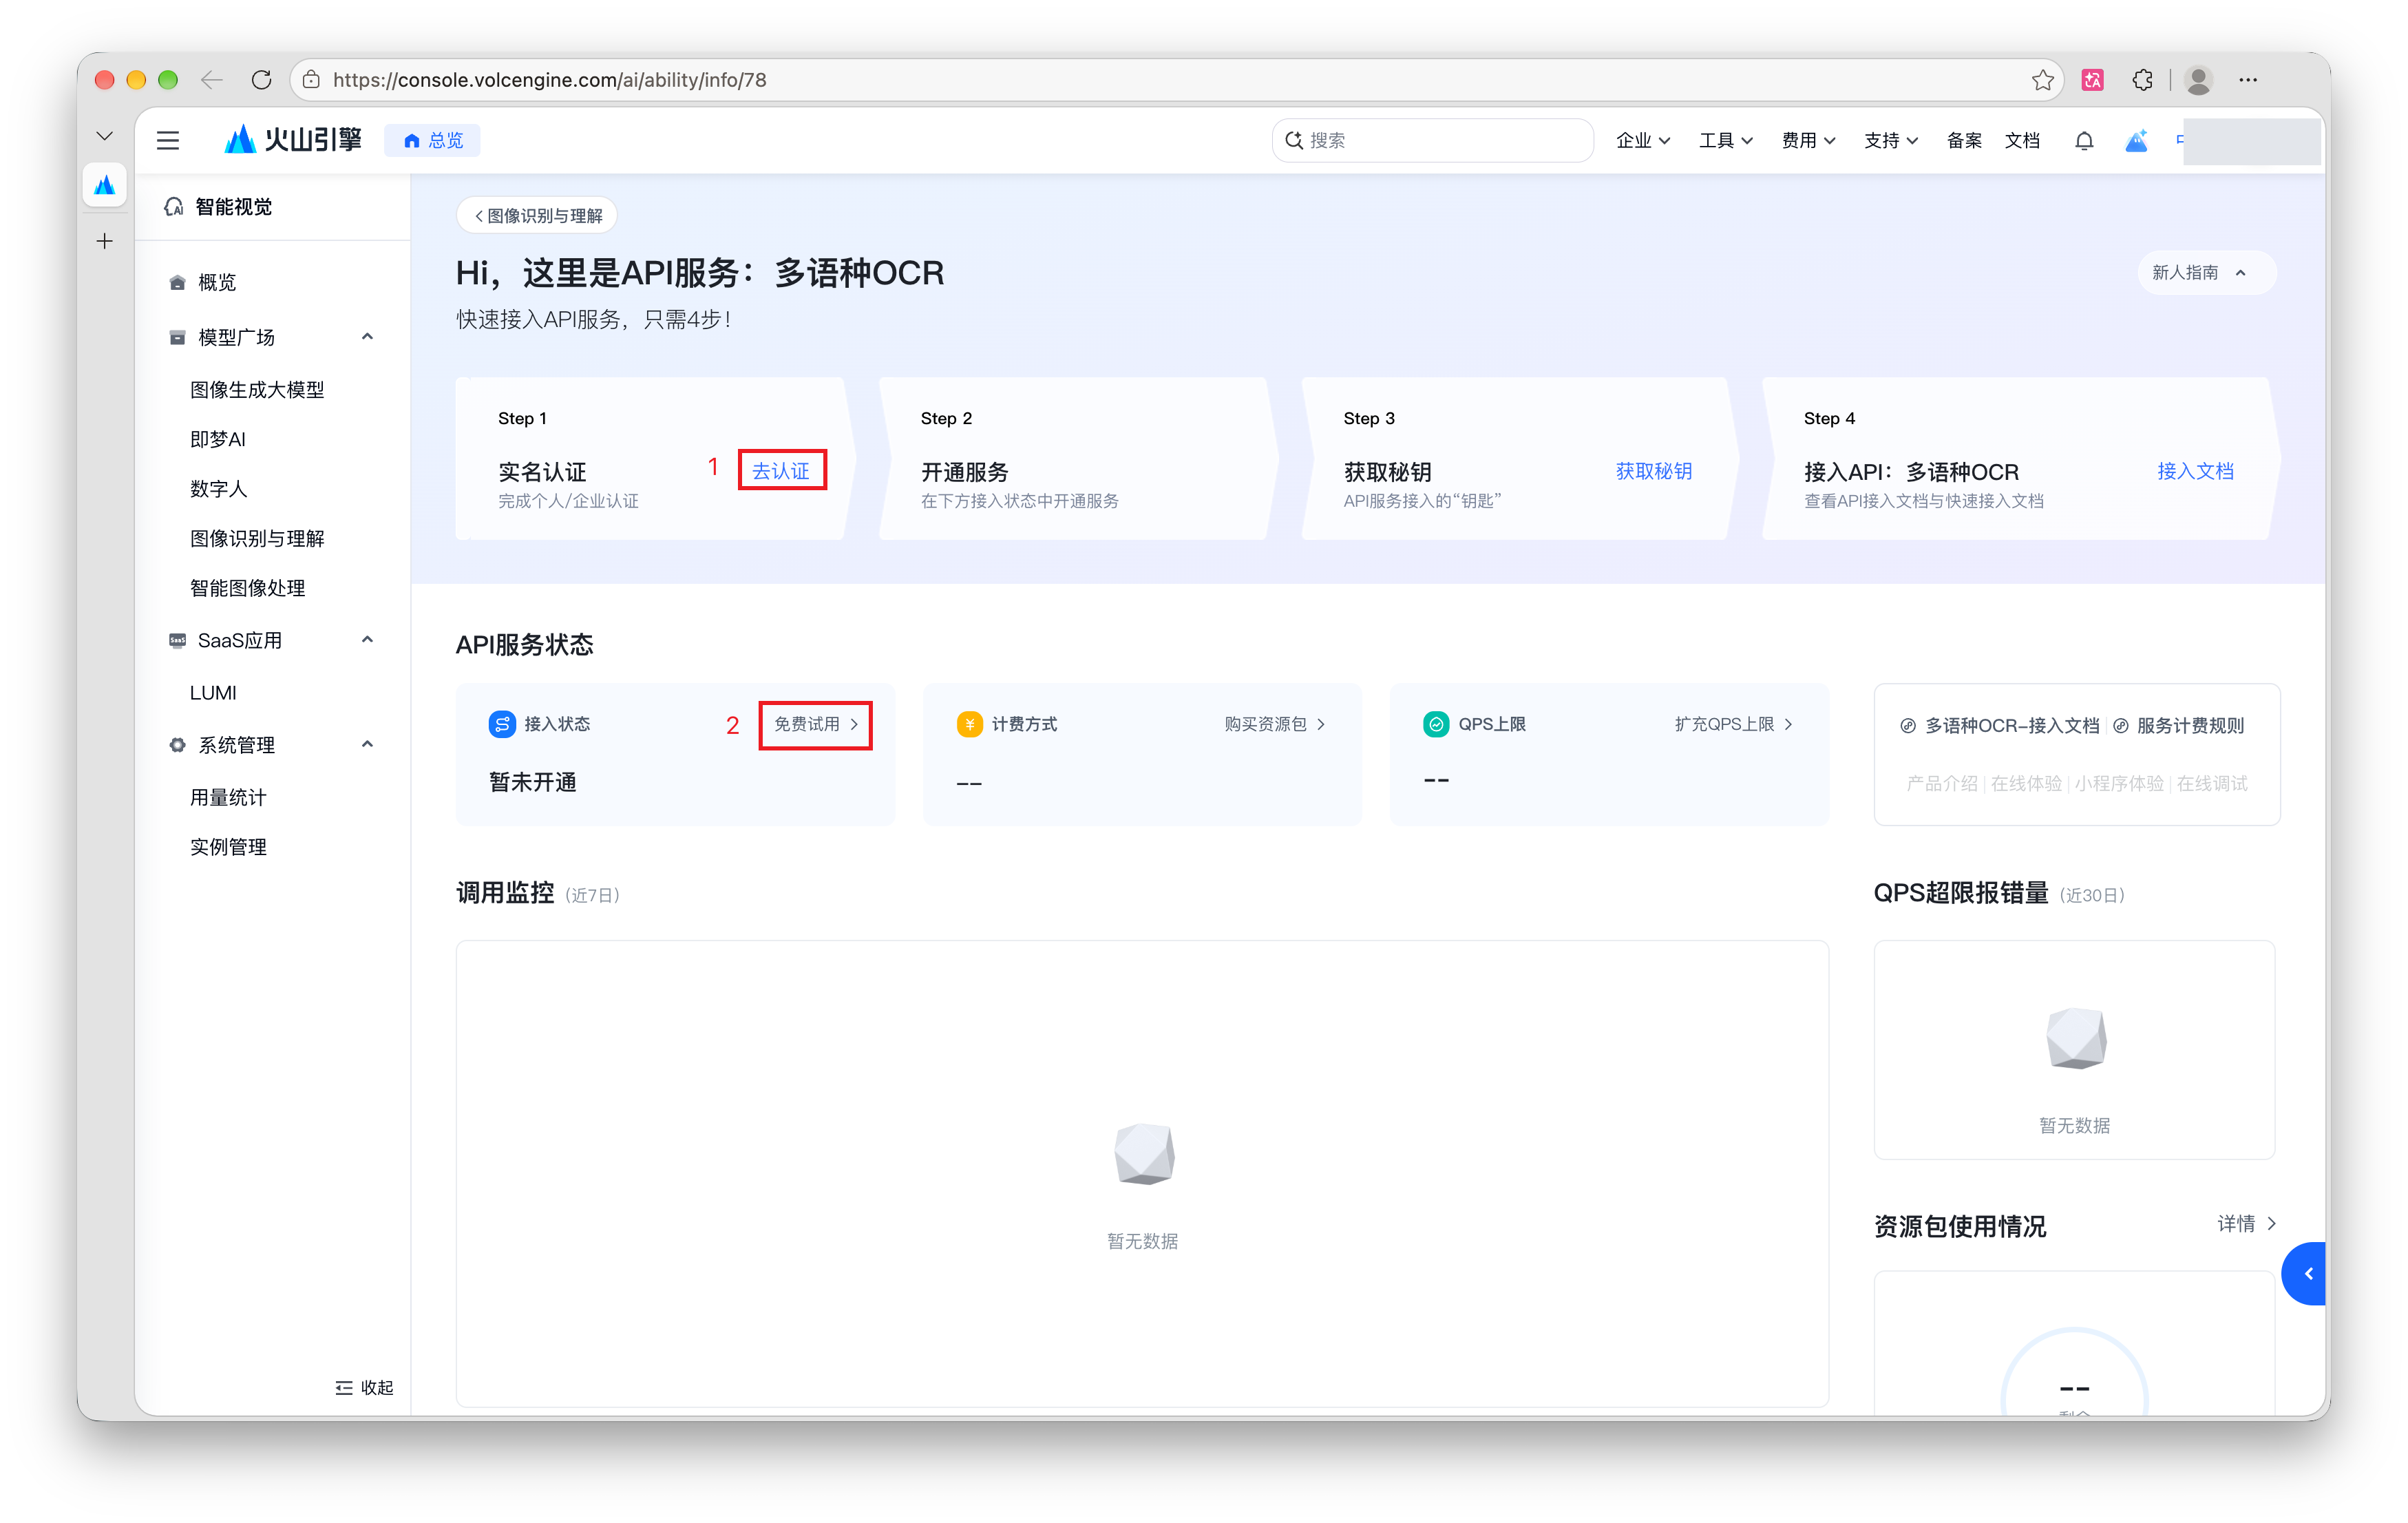 https://console.volcengine.com/ai/ability/info/78
火山引擎
总览
搜索
企业
工具
费用
支持
备案
文档
智能视觉
概览
模型广场
图像生成大模型
即梦AI
数字人
图像识别与理解
智能图像处理
SaaS应用
LUMI
系统管理
用量统计
实例管理
收起
图像识别与理解
Hi，这里是API服务：多语种OCR
快速接入API服务，只需4步！
新人指南
Step 1
实名认证
1
去认证
完成个人/企业认证
Step 2
开通服务
在下方接入状态中开通服务
Step 3
获取秘钥
获取秘钥
API服务接入的“钥匙”
Step 4
接入API：多语种OCR
接入文档
查看API接入文档与快速接入文档
API服务状态
接入状态
2
免费试用
暂未开通
计费方式
购买资源包
--
QPS上限
扩充QPS上限
--
多语种OCR-接入文档
服务计费规则
产品介绍
在线体验
小程序体验
在线调试
调用监控（近7日）
暂无数据
QPS超限报错量（近30日）
暂无数据
资源包使用情况
详情
--